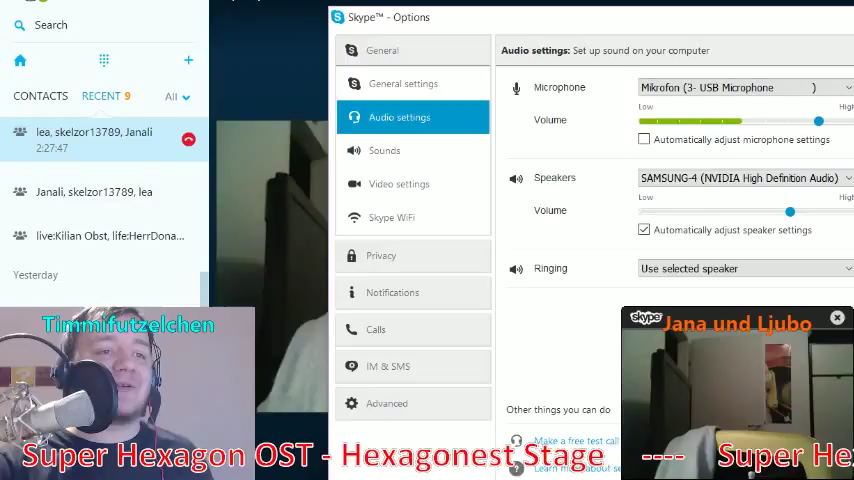 Skype™ - Options
Search
General
Audio settings: Set up sound on your computer
General settings
Microphone
Mikrofon (3- USB Microphone )
CONTACTS
RECENT 9
All
Low
High
Audio settings
Volume
lea, skelzor13789, Janali
2:27:47
Automatically adjust microphone settings
Sounds
Speakers
SAMSUNG-4 (NVIDIA High Definition Audio)
Video settings
Low
High
Janali, skelzor13789, lea
Volume
Skype WiFi
Automatically adjust speaker settings
live:Kilian Obst, life:HerrDona...
Privacy
Ringing
Use selected speaker
Yesterday
Notifications
Timmifutzelchen
Calls
skype
Jana und Ljubo
IM & SMS
Advanced
Other things you can do
Make a free test call
Learn more about se
Super Hexagon OST - Hexagonest Stage ---- Super He